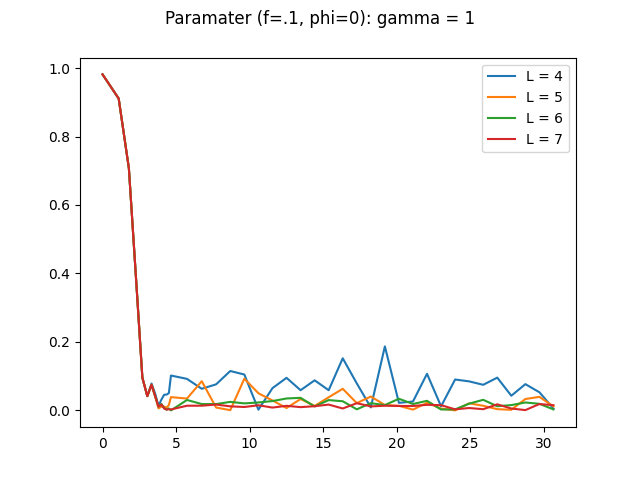 Paramater (f=.1, phi=0): gamma = 1
1.0
0.8
0.6
0.4
0.2
0.0
0 5 10 15 20 25 30
L = 4
L = 5
L = 6
L = 7